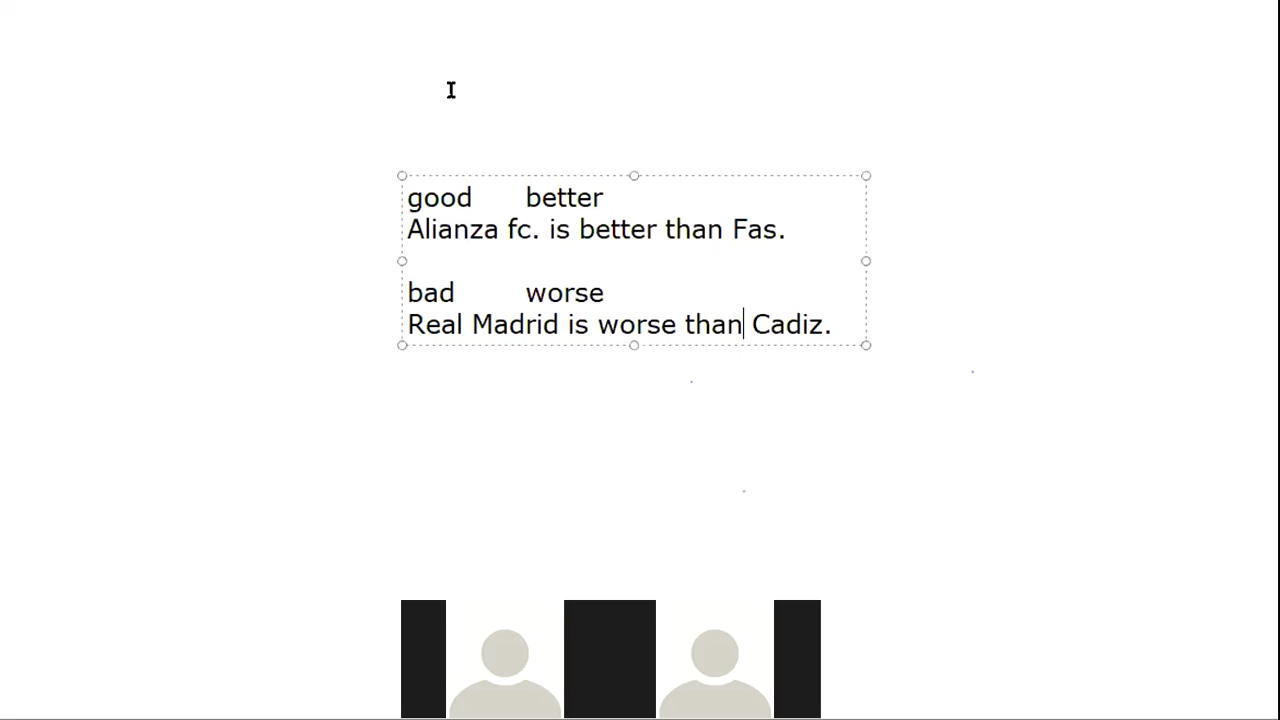 good better
Alianza fc. is better than Fas.
bad worse
Real Madrid is worse than Cadiz.